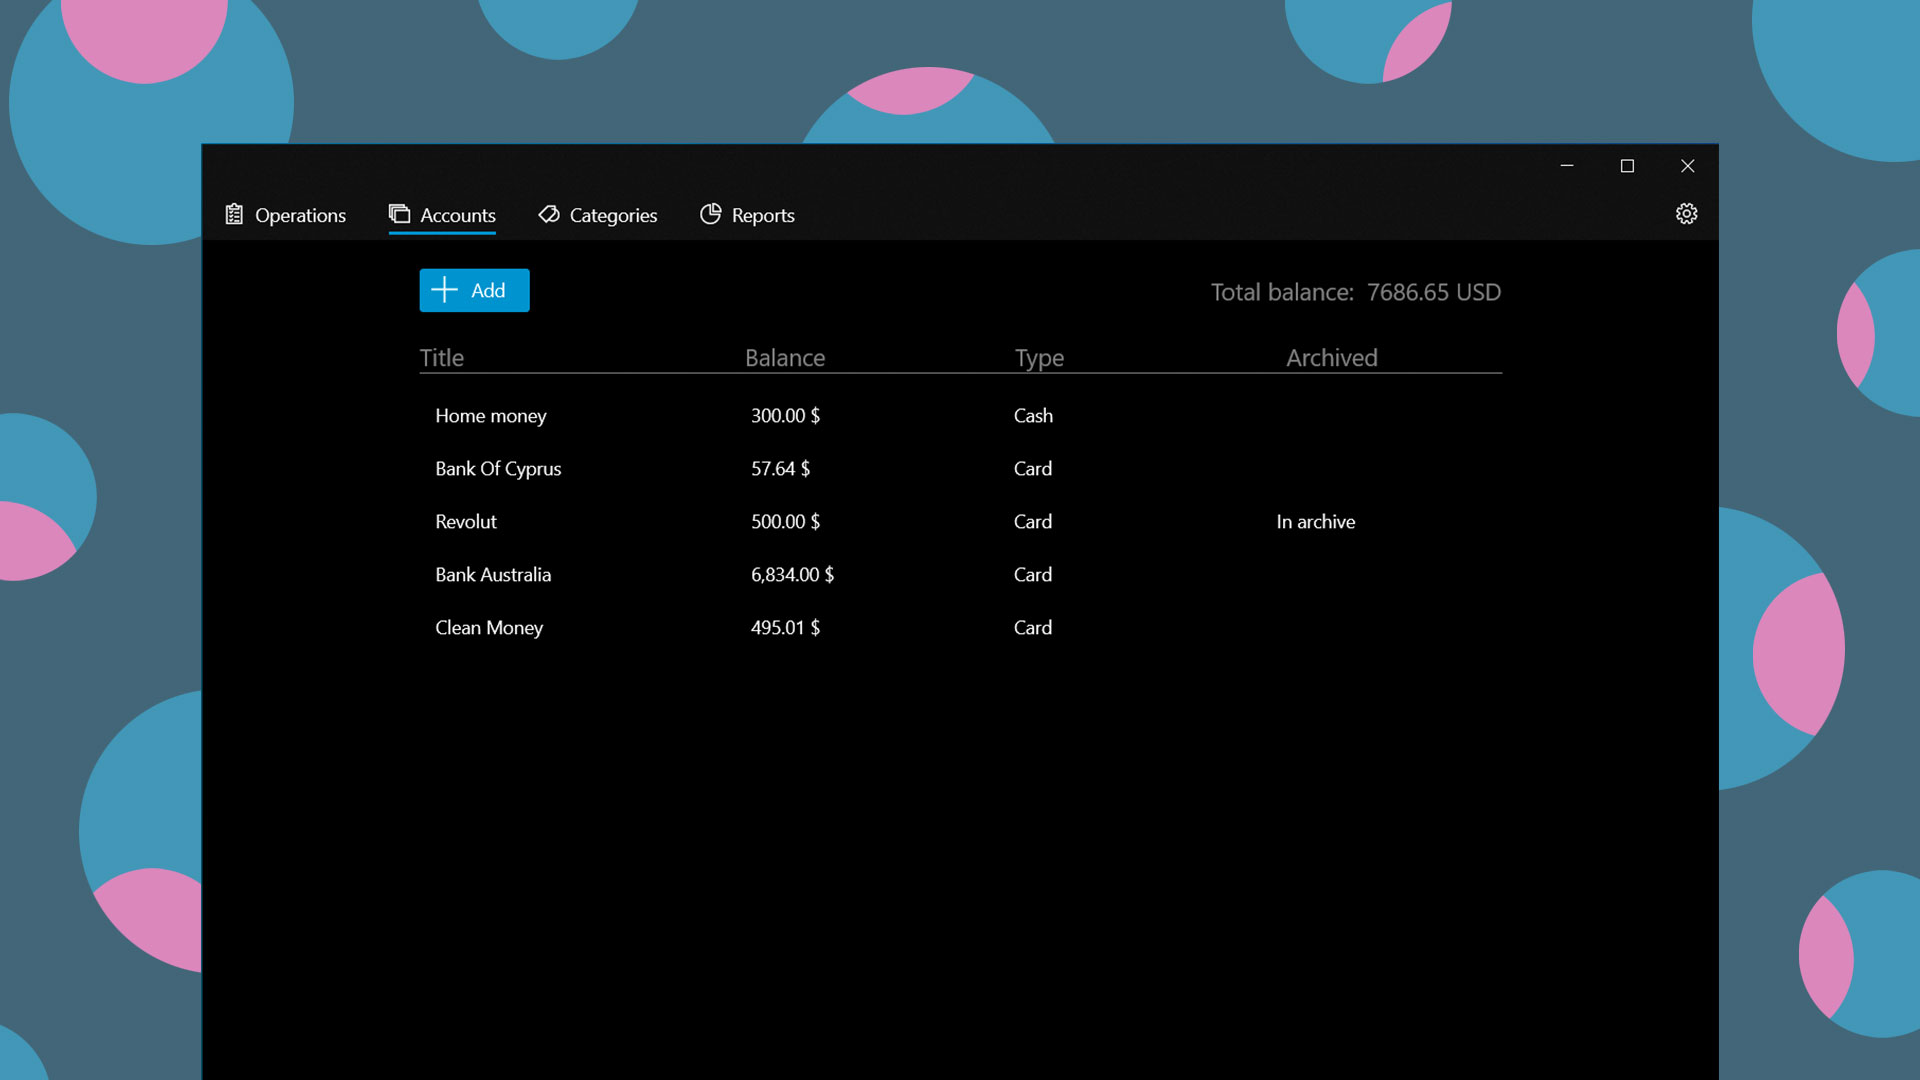 Operations Accounts Categories Reports
Add
Total balance: 7686.65 USD
Title Balance Type Archived
Home money 300.00 $ Cash
Bank Of Cyprus 57.64 $ Card
Revolut 500.00 $ Card In archive
Bank Australia 6,834.00 $ Card
Clean Money 495.01 $ Card